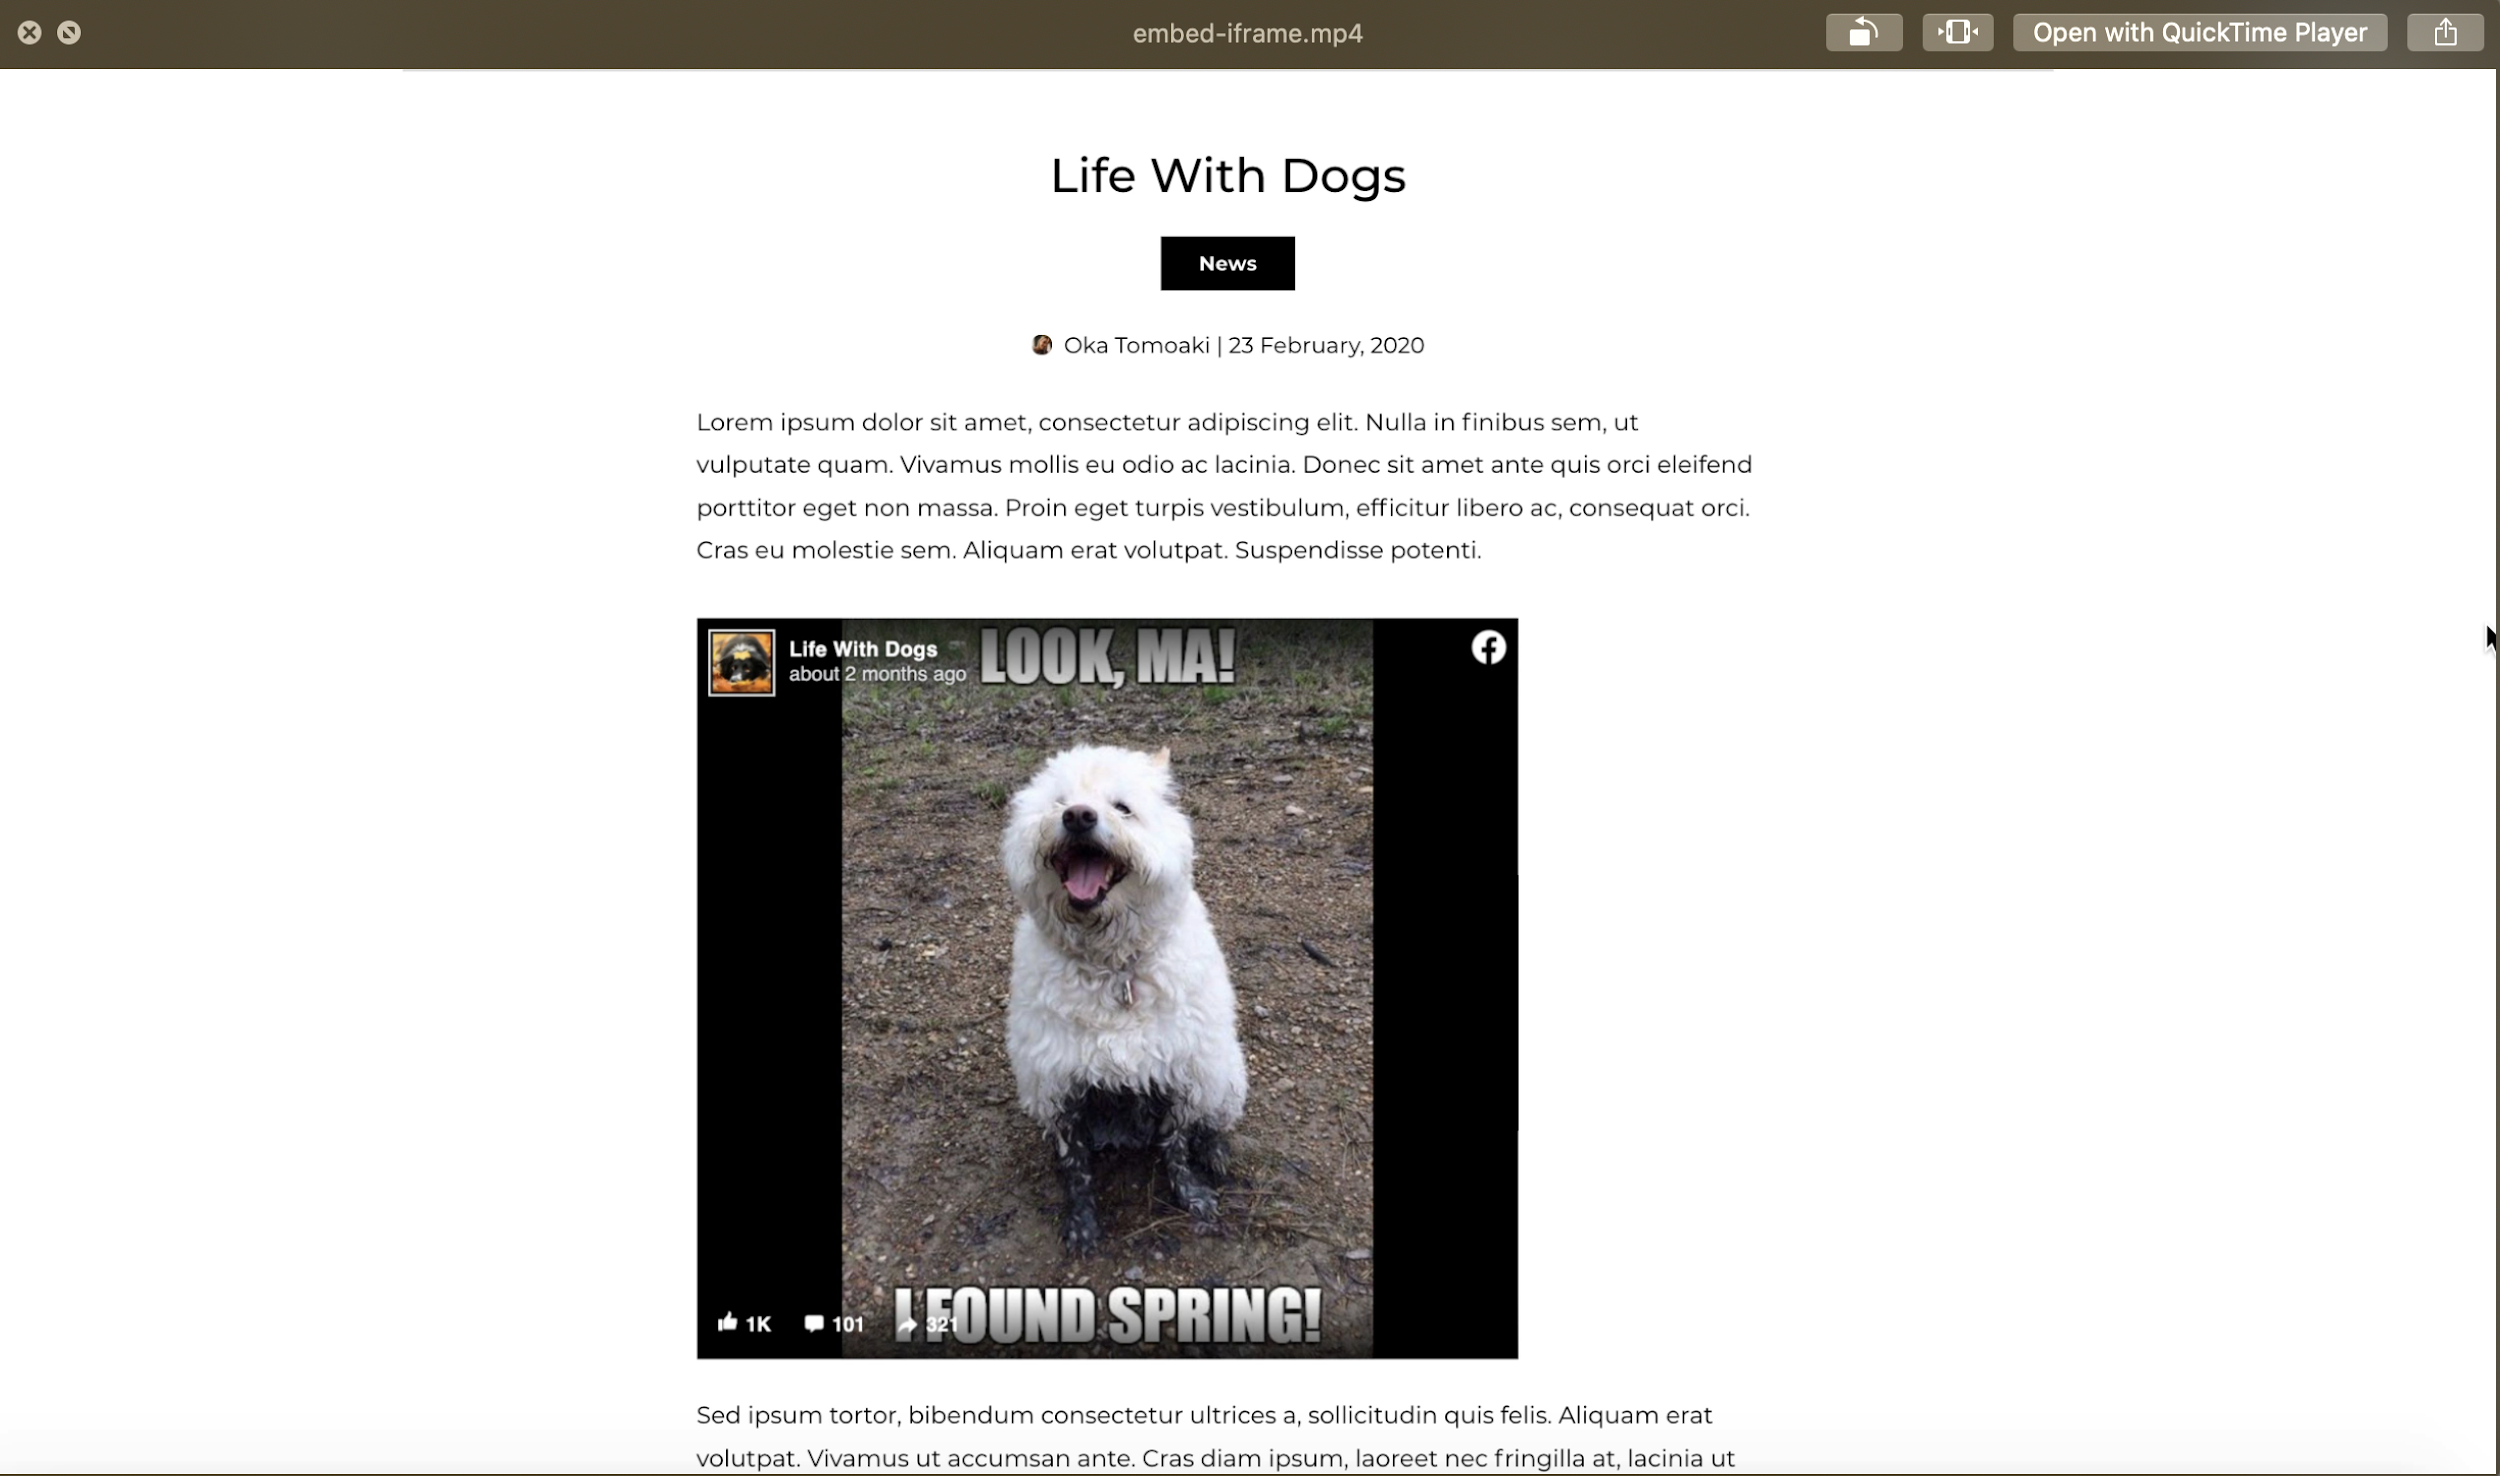 embed-iframe.mp4
Open with QuickTime Player
Life With Dogs
News
Oka Tomoaki | 23 February, 2020
Lorem ipsum dolor sit amet, consectetur adipiscing elit. Nulla in finibus sem, ut
vulputate quam. Vivamus mollis eu odio ac lacinia. Donec sit amet ante quis orci eleifend
porttitor eget non massa. Proin eget turpis vestibulum, efficitur libero ac, consequat orci.
Cras eu molestie sem. Aliquam erat volutpat. Suspendisse potenti.
Life With Dogs
about 2 months ago
LOOK, MA!
I FOUND SPRING!
1K 101 321
Sed ipsum tortor, bibendum consectetur ultrices a, sollicitudin quis felis. Aliquam erat
volutpat. Vivamus ut accumsan ante. Cras diam ipsum, laoreet nec fringilla at, lacinia ut